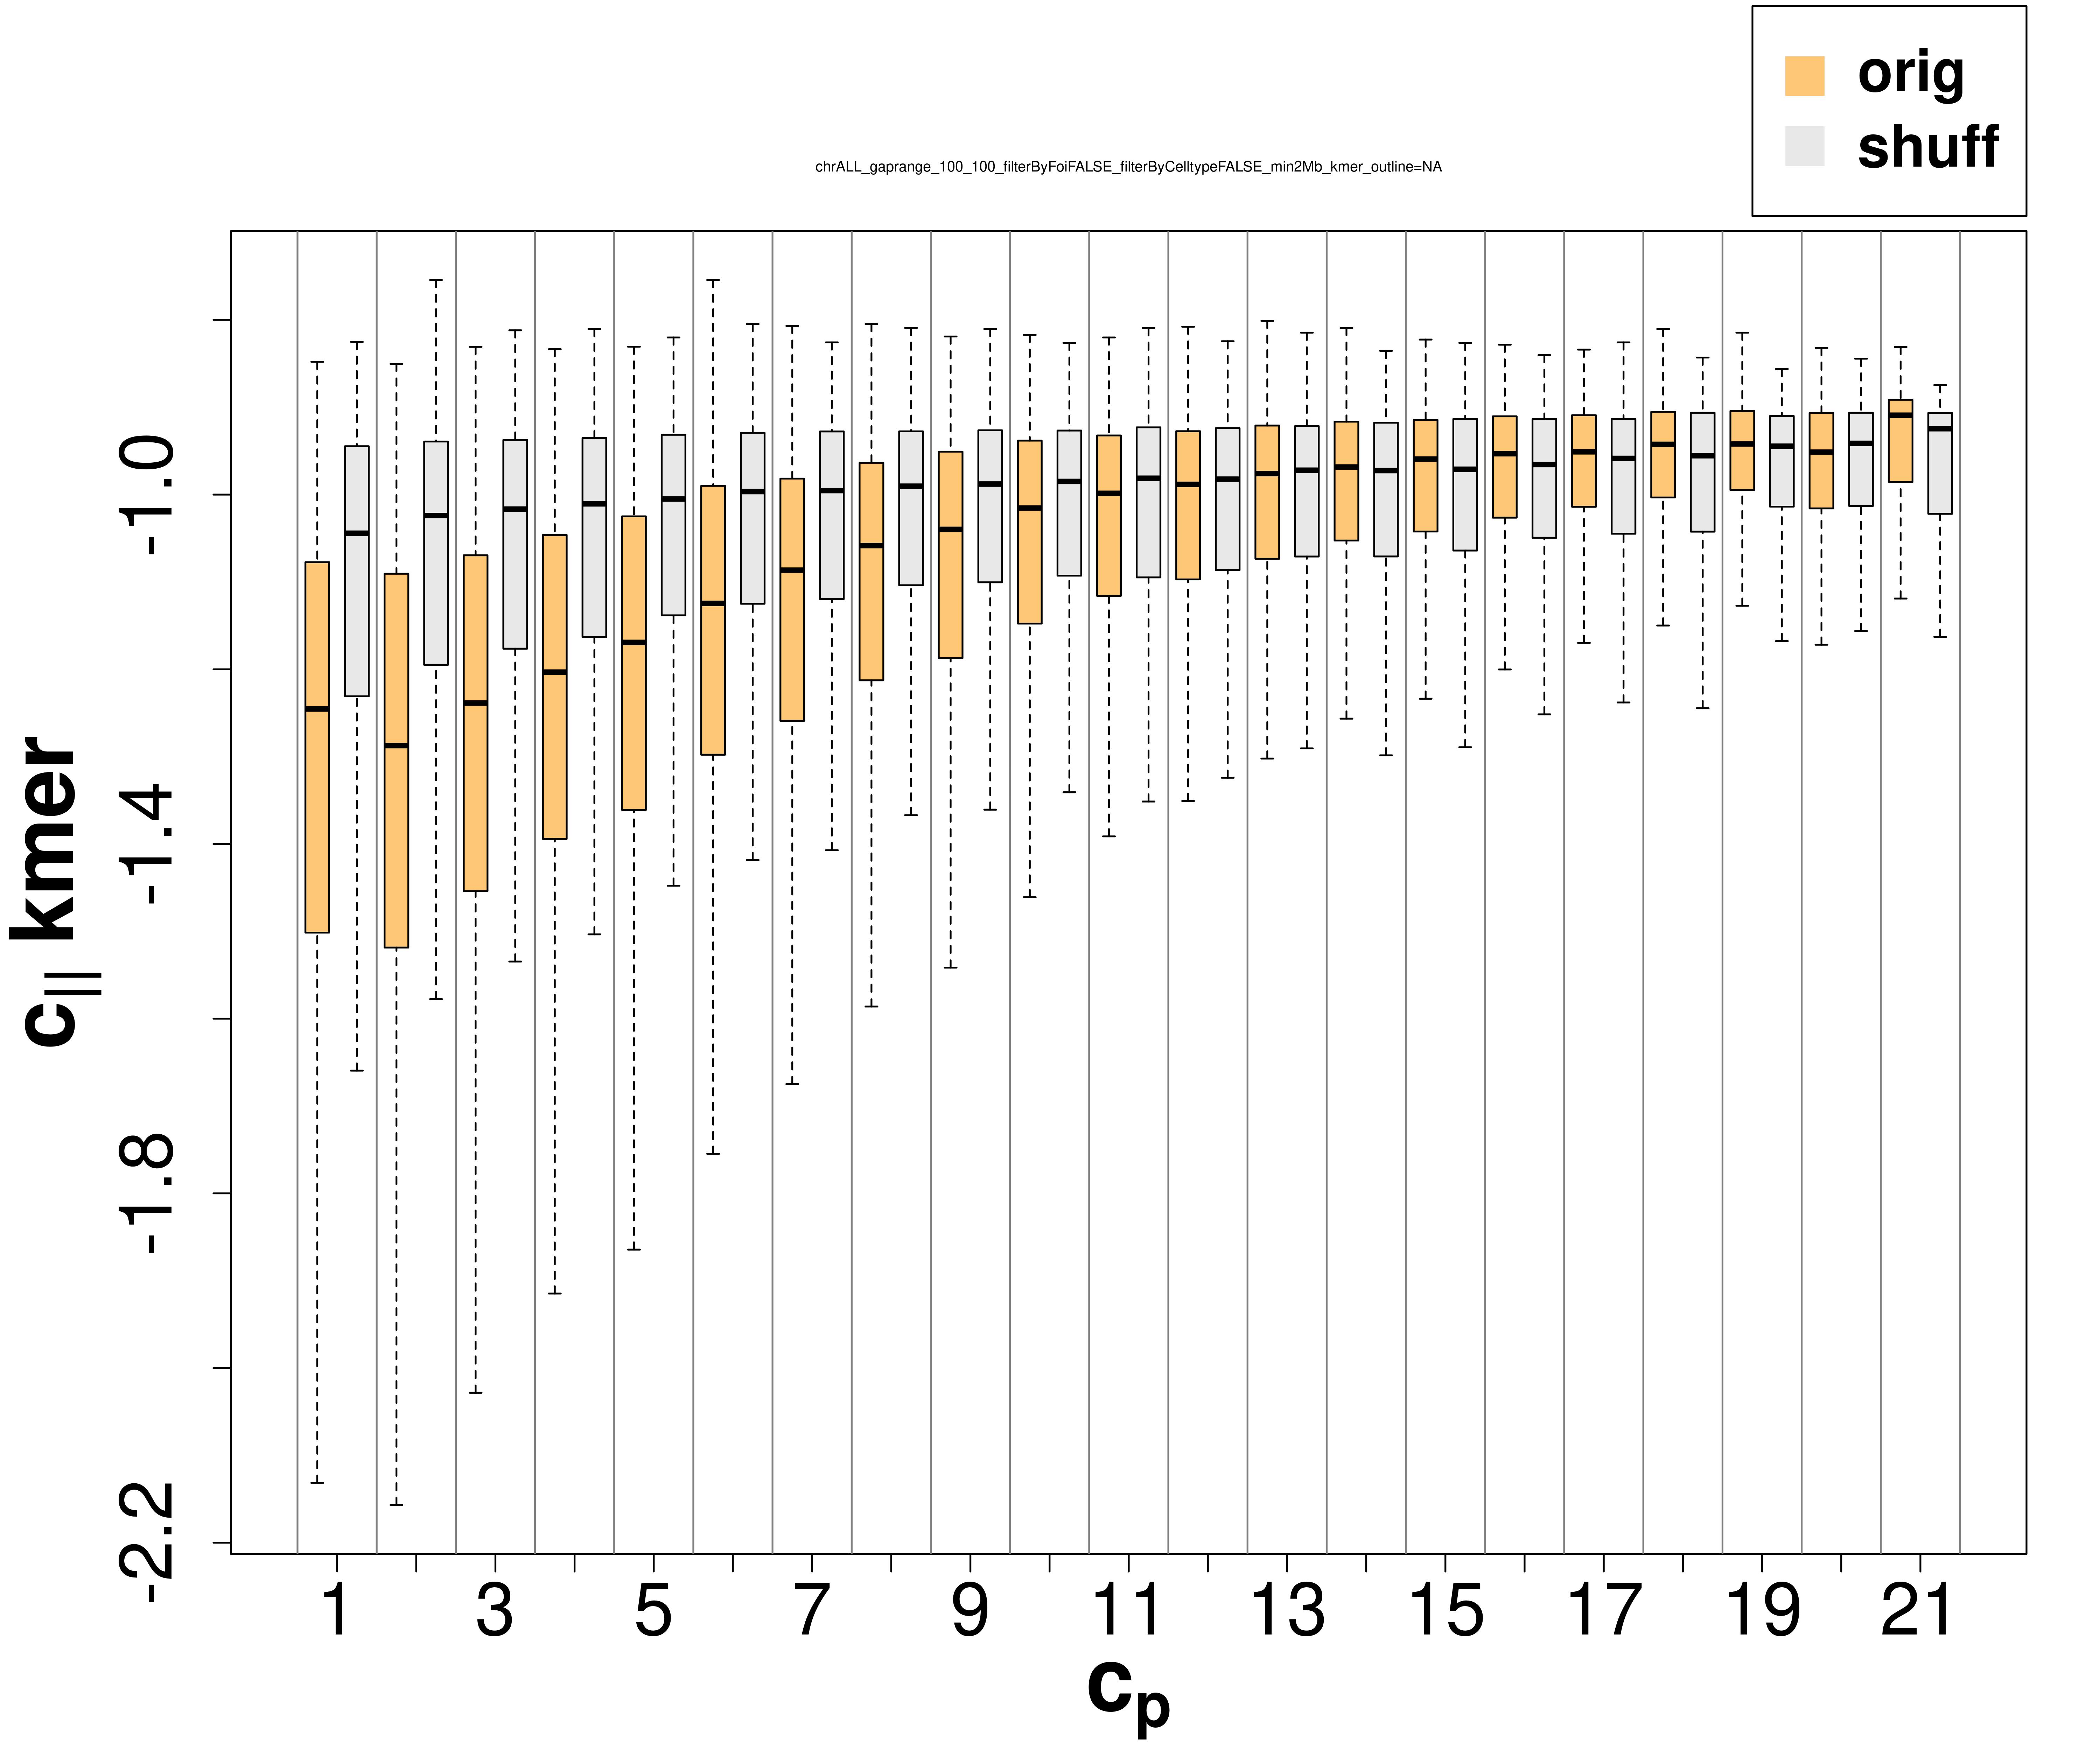 orig
shuff
chrALL_gaprange_100_100_filterByFoiFALSE_filterByCelltypeFALSE_min2Mb_kmer_outline=NA
c|| kmer
-1.0
-1.4
-1.8
-2.2
1 3 5 7 9 11 13 15 17 19 21
cp